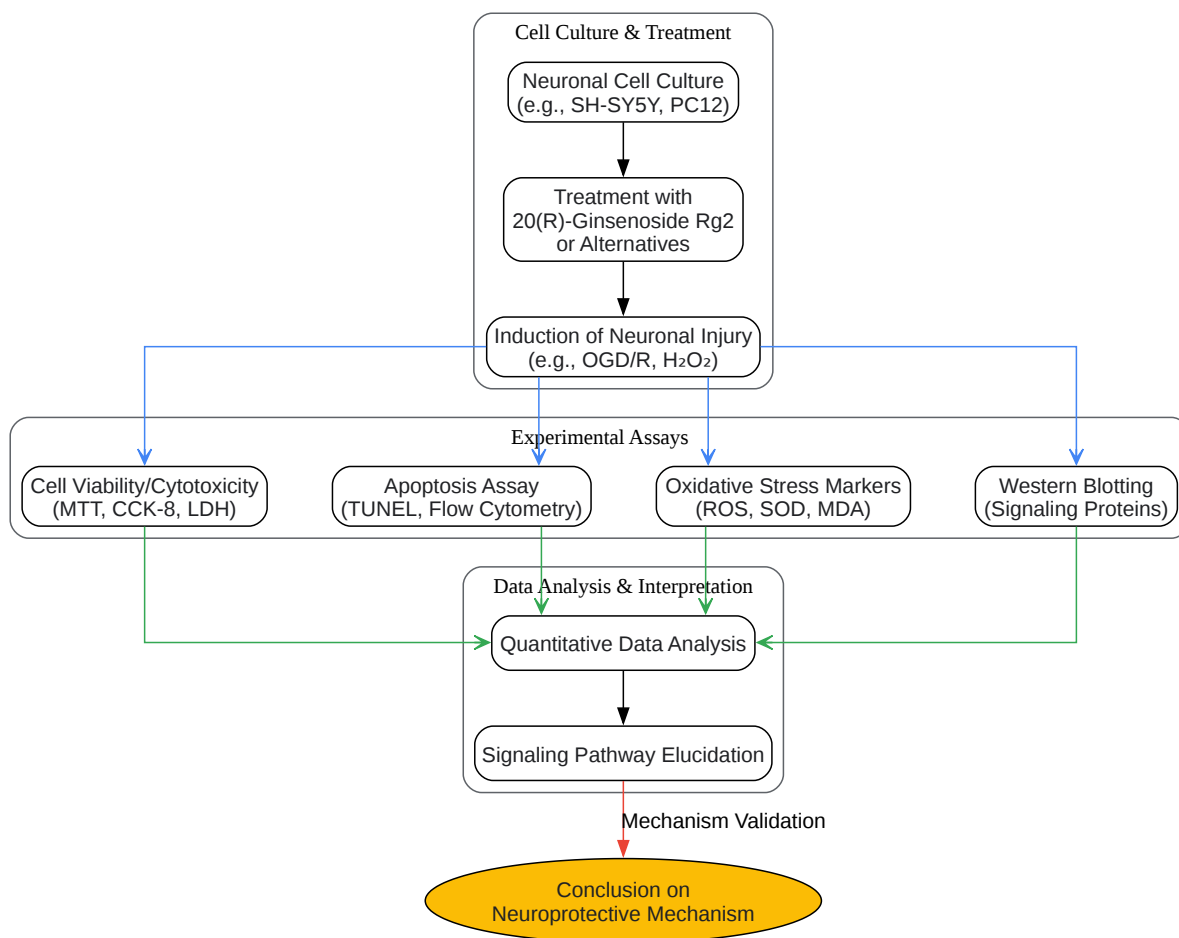 Cell Culture & Treatment
Neuronal Cell Culture
(e.g., SH-SY5Y, PC12)
Treatment with
20(R)-Ginsenoside Rg2
or Alternatives
Induction of Neuronal Injury
(e.g., OGD/R, H₂O₂)
Experimental Assays
Cell Viability/Cytotoxicity
(MTT, CCK-8, LDH)
Apoptosis Assay
(TUNEL, Flow Cytometry)
Oxidative Stress Markers
(ROS, SOD, MDA)
Western Blotting
(Signaling Proteins)
Data Analysis & Interpretation
Quantitative Data Analysis
Signaling Pathway Elucidation
Mechanism Validation
Conclusion on
Neuroprotective Mechanism